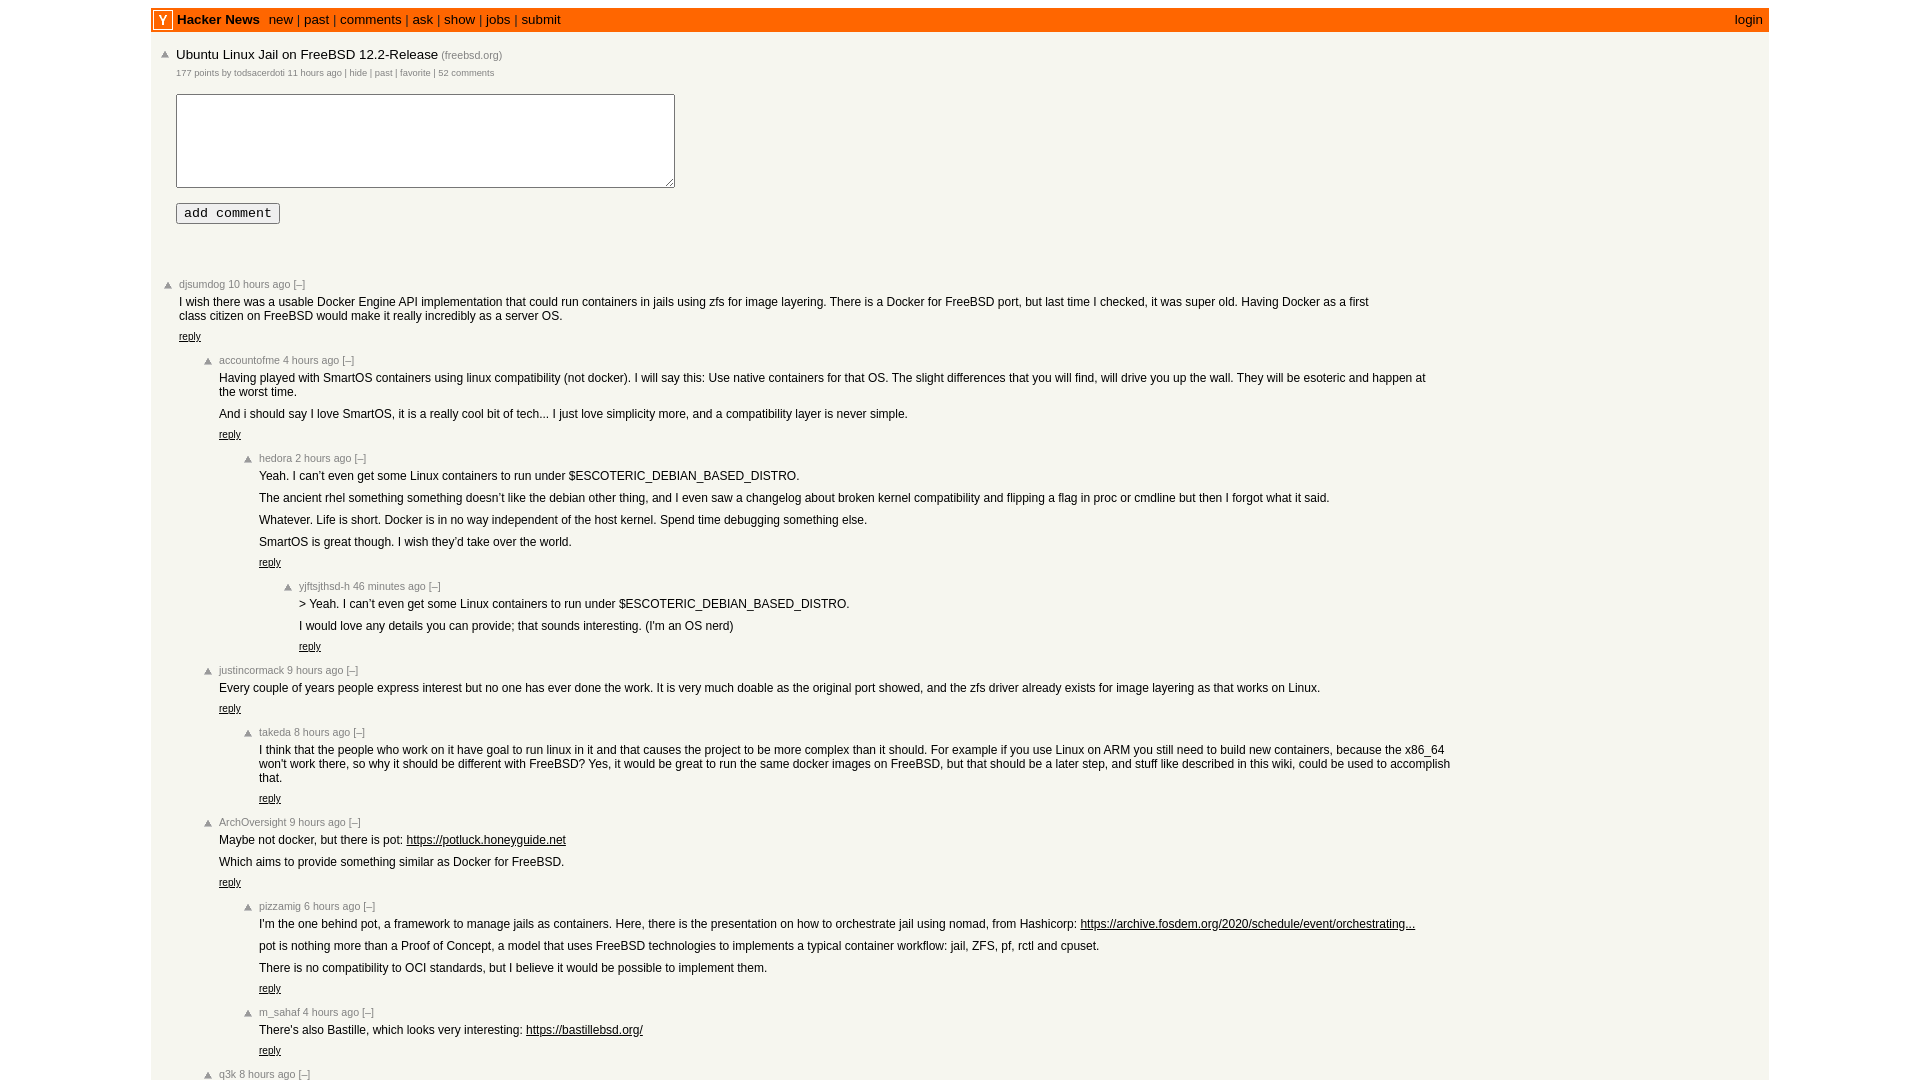 Y Hacker News new | past | comments | ask | show | jobs | submit login
Ubuntu Linux Jail on FreeBSD 12.2-Release (freebsd.org)
177 points by todsacerdoti 11 hours ago | hide | past | favorite | 52 comments
add comment
djsumdog 10 hours ago [–]
I wish there was a usable Docker Engine API implementation that could run containers in jails using zfs for image layering. There is a Docker for FreeBSD port, but last time I checked, it was super old. Having Docker as a first
class citizen on FreeBSD would make it really incredibly as a server OS.
reply
accountofme 4 hours ago [–]
Having played with SmartOS containers using linux compatibility (not docker). I will say this: Use native containers for that OS. The slight differences that you will find, will drive you up the wall. They will be esoteric and happen at
the worst time.
And i should say I love SmartOS, it is a really cool bit of tech... I just love simplicity more, and a compatibility layer is never simple.
reply
hedora 2 hours ago [–]
Yeah. I can’t even get some Linux containers to run under $ESCOTERIC_DEBIAN_BASED_DISTRO.
The ancient rhel something something doesn’t like the debian other thing, and I even saw a changelog about broken kernel compatibility and flipping a flag in proc or cmdline but then I forgot what it said.
Whatever. Life is short. Docker is in no way independent of the host kernel. Spend time debugging something else.
SmartOS is great though. I wish they’d take over the world.
reply
yjftsjthsd-h 46 minutes ago [–]
> Yeah. I can’t even get some Linux containers to run under $ESCOTERIC_DEBIAN_BASED_DISTRO.
I would love any details you can provide; that sounds interesting. (I'm an OS nerd)
reply
justincormack 9 hours ago [–]
Every couple of years people express interest but no one has ever done the work. It is very much doable as the original port showed, and the zfs driver already exists for image layering as that works on Linux.
reply
takeda 8 hours ago [–]
I think that the people who work on it have goal to run linux in it and that causes the project to be more complex than it should. For example if you use Linux on ARM you still need to build new containers, because the x86_64
won't work there, so why it should be different with FreeBSD? Yes, it would be great to run the same docker images on FreeBSD, but that should be a later step, and stuff like described in this wiki, could be used to accomplish
that.
reply
ArchOversight 9 hours ago [–]
Maybe not docker, but there is pot: https://potluck.honeyguide.net
Which aims to provide something similar as Docker for FreeBSD.
reply
pizzamig 6 hours ago [–]
I'm the one behind pot, a framework to manage jails as containers. Here, there is the presentation on how to orchestrate jail using nomad, from Hashicorp: https://archive.fosdem.org/2020/schedule/event/orchestrating...
pot is nothing more than a Proof of Concept, a model that uses FreeBSD technologies to implements a typical container workflow: jail, ZFS, pf, rctl and cpuset.
There is no compatibility to OCI standards, but I believe it would be possible to implement them.
reply
m_sahaf 4 hours ago [–]
There's also Bastille, which looks very interesting: https://bastillebsd.org/
reply
q3k 8 hours ago [–]